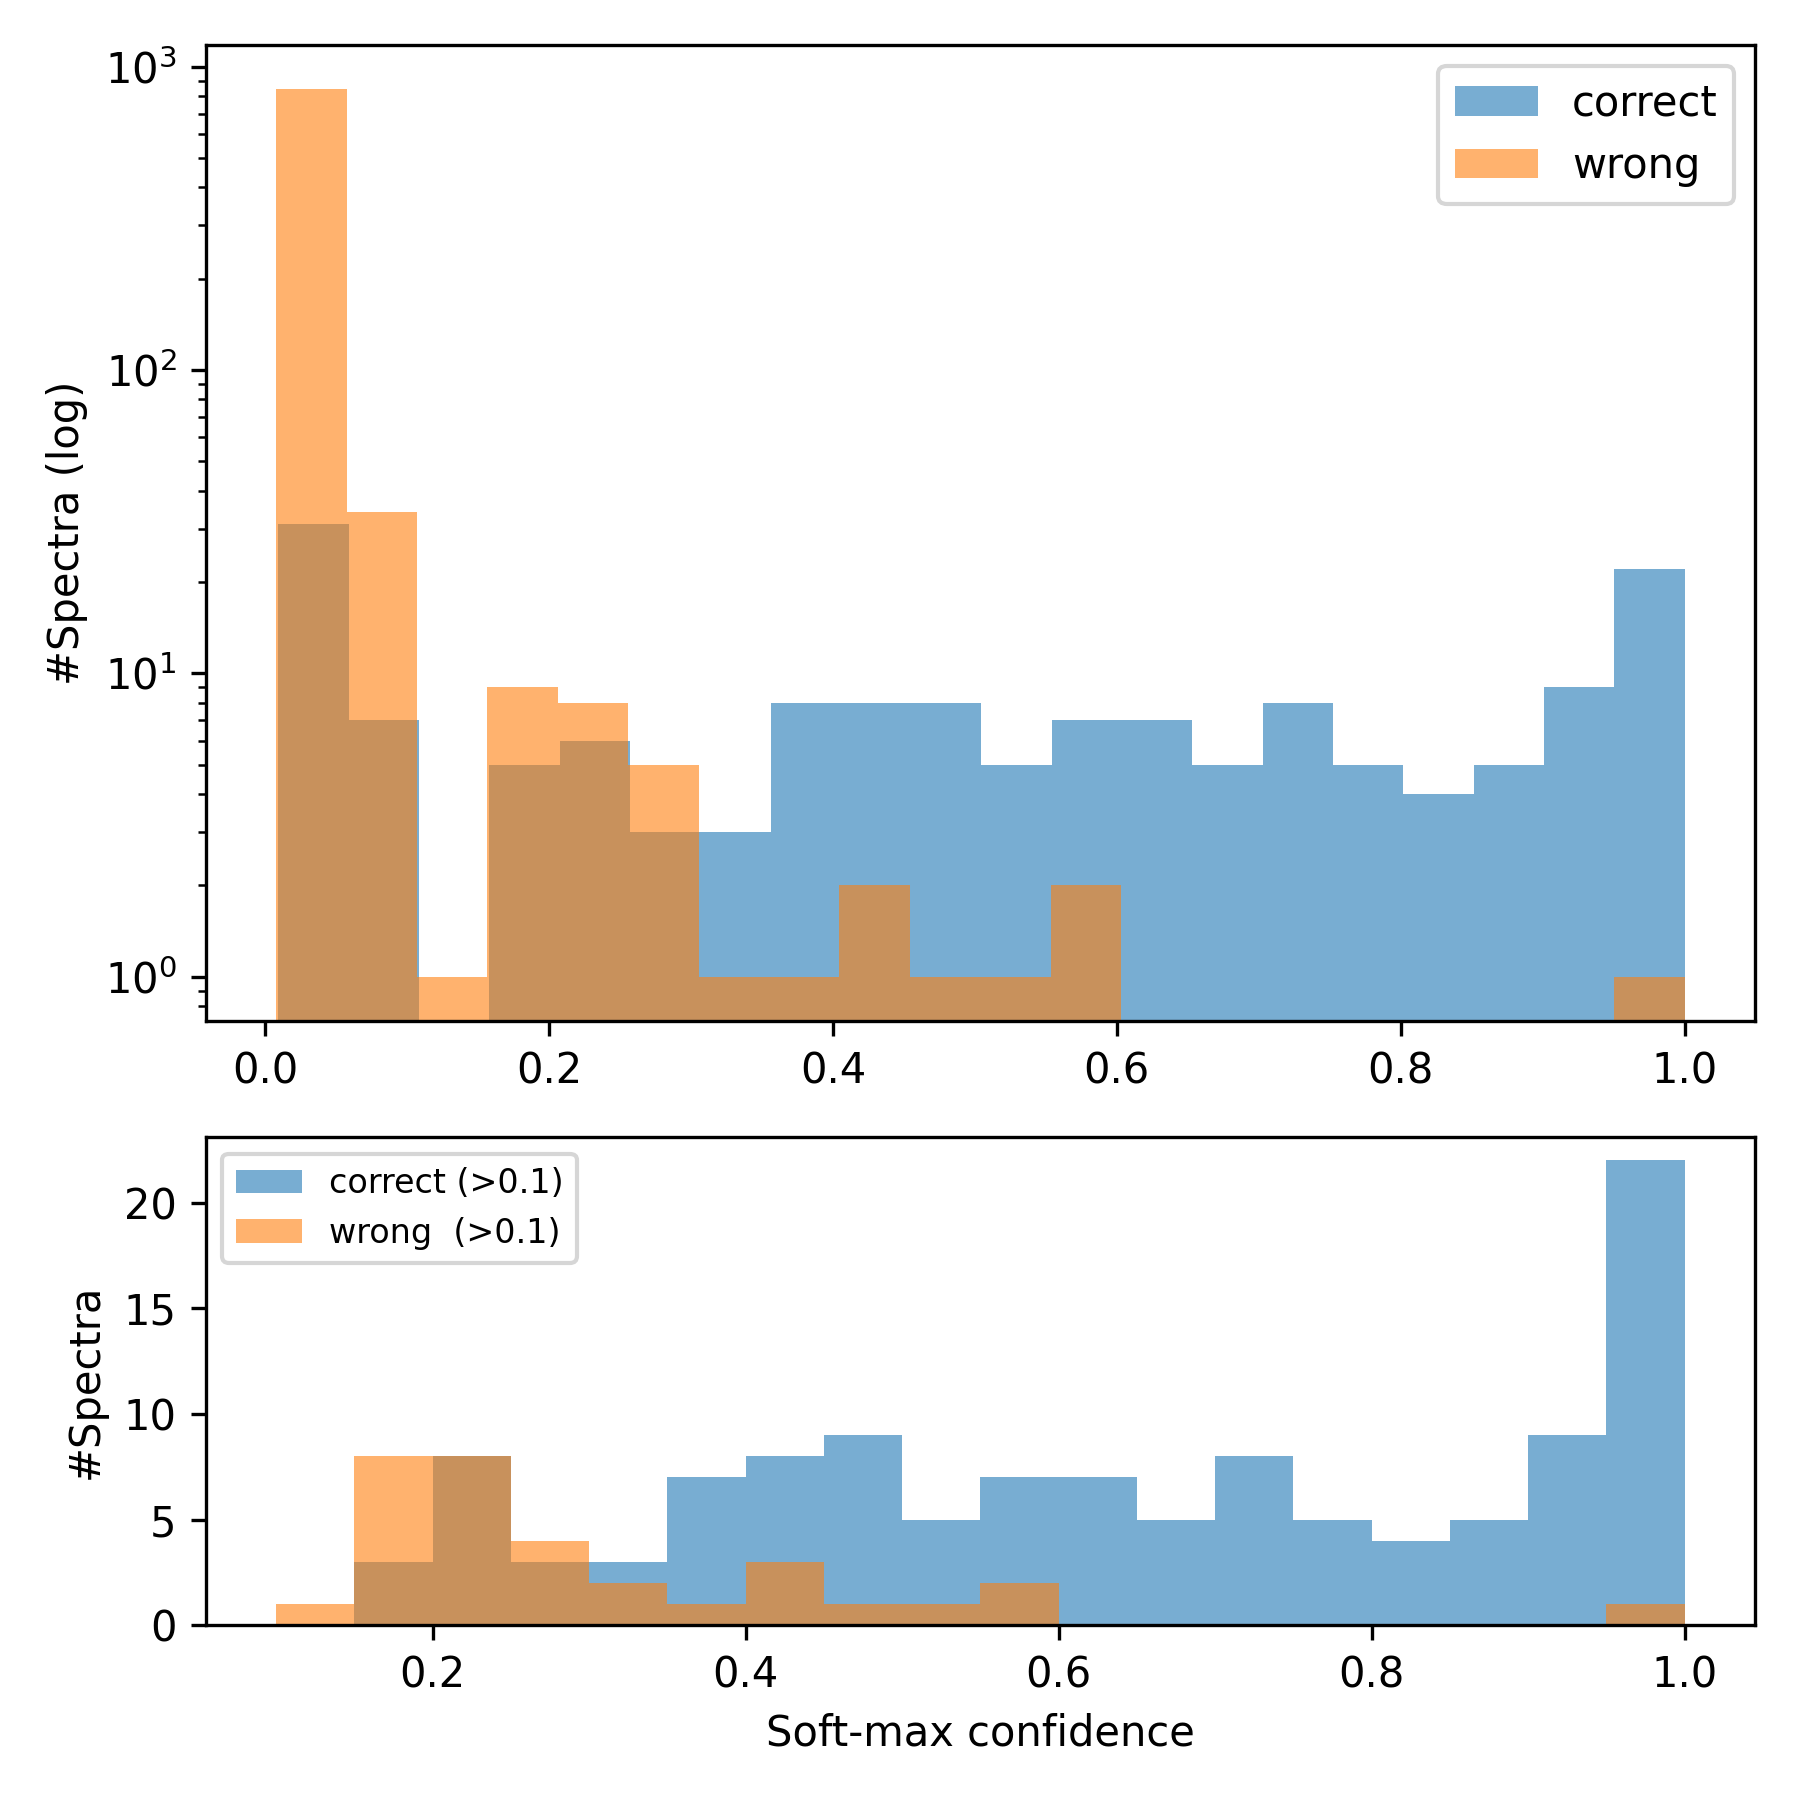 #Spectra (log)
10³
10²
10¹
10⁰
correct
wrong
0.0 0.2 0.4 0.6 0.8 1.0
#Spectra
20
15
10
5
0
correct (>0.1)
wrong (>0.1)
0.2 0.4 0.6 0.8 1.0
Soft-max confidence